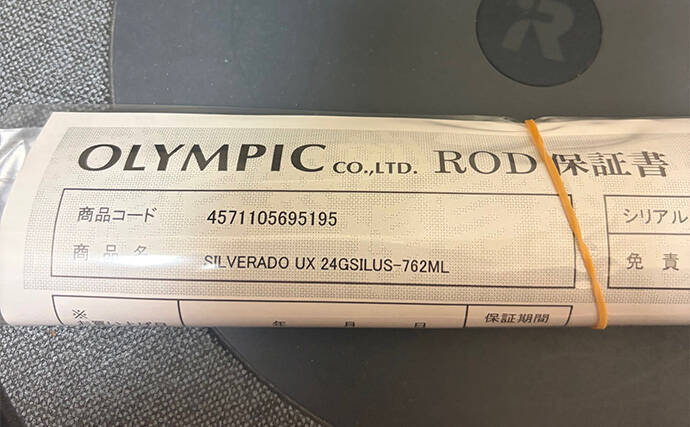 OLYMPIC CO.,LTD. ROD 保証書
商品コード 4571105695195
シリアル
商品名 SILVERADO UX 24GSILUS-762ML
免責
※
年 月 日
保証期間